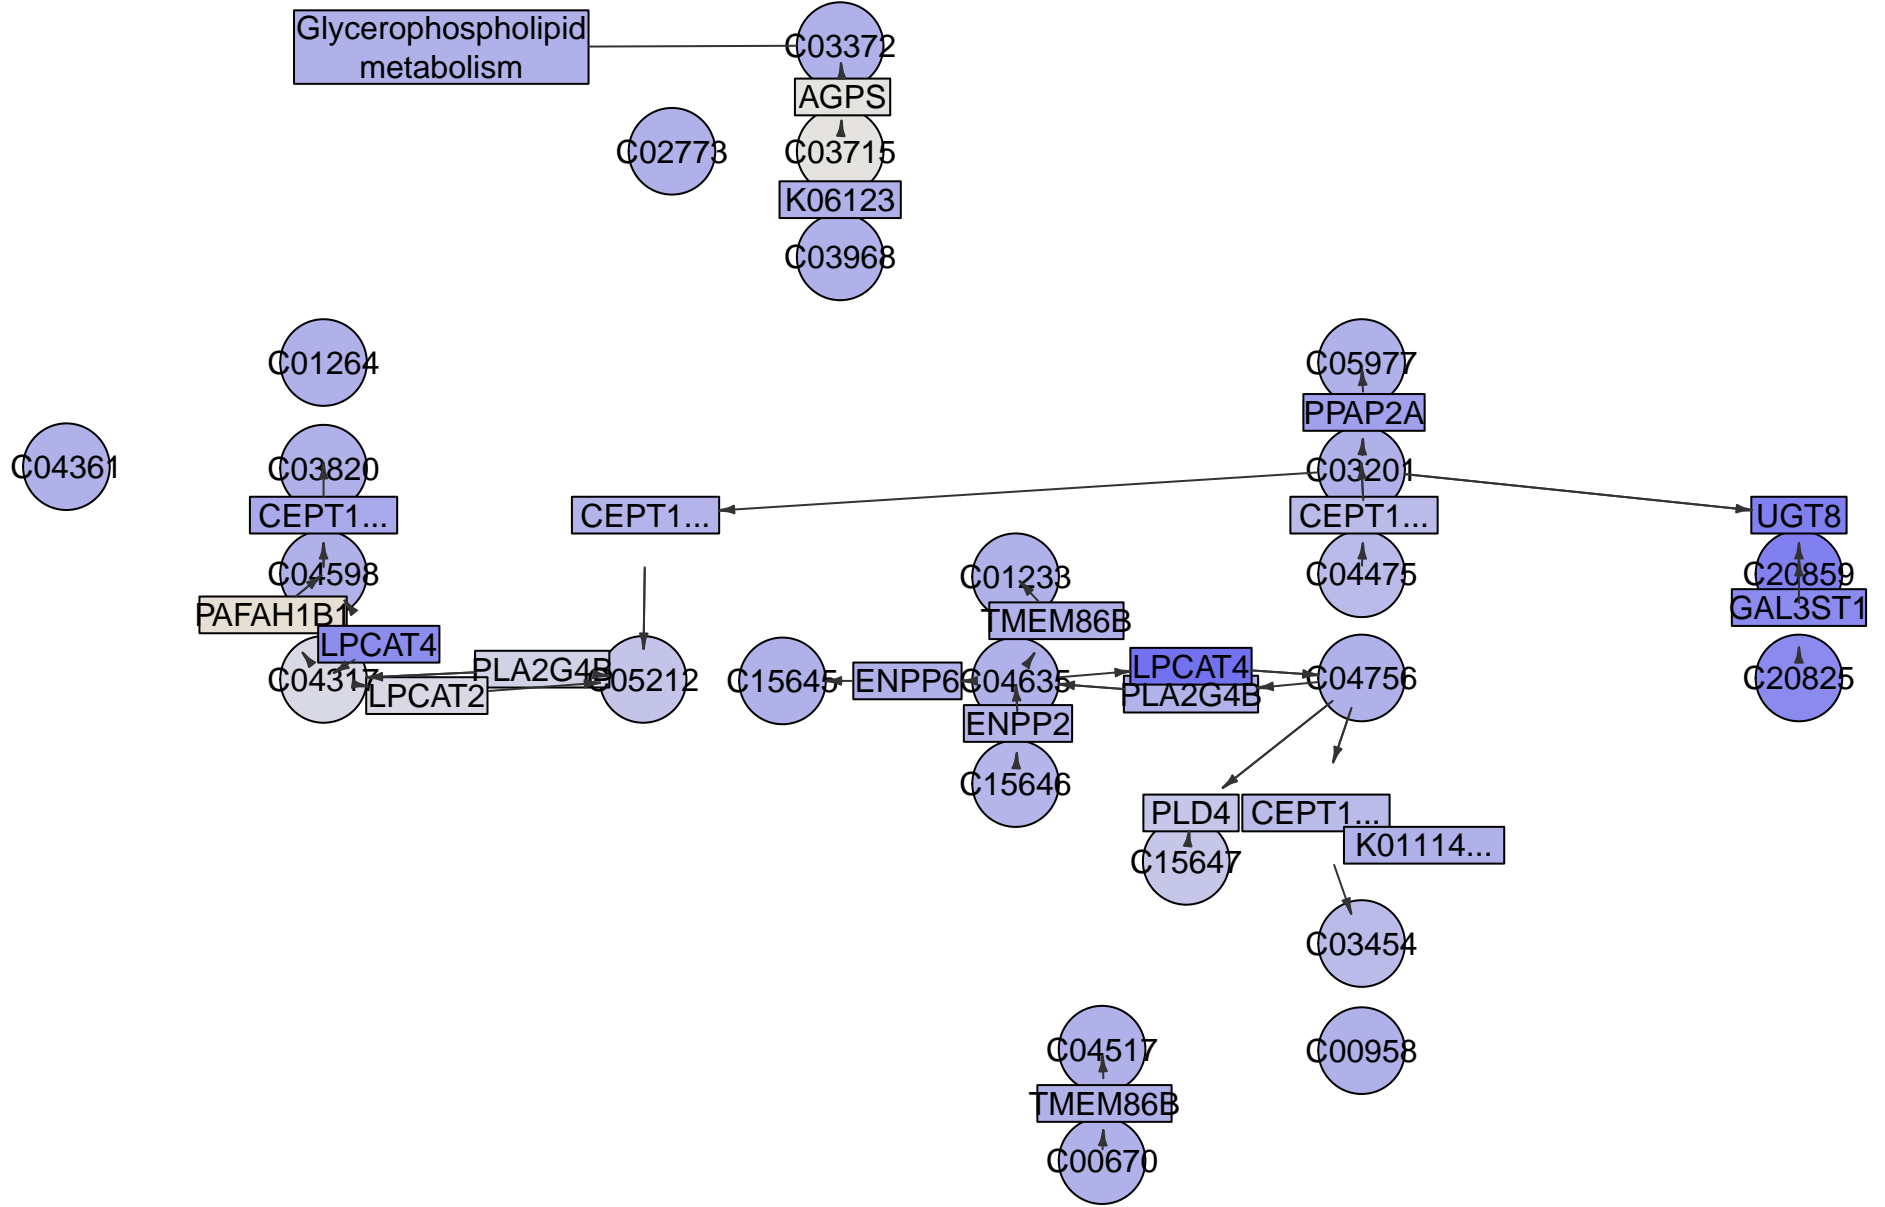 Glycerophospholipid
metabolism
C03372
AGPS
C02773
C03715
K06123
C03968
C01264
C05977
PPAP2A
C04361
C03820
C03201
CEPT1...
CEPT1...
CEPT1...
UGT8
C04598
C01233
C04475
C20859
PAFAH1B1
TMEM86B
GAL3ST1
LPCAT4
PLA2G4B
LPCAT4
C04317
LPCAT2
C05212
C15645
ENPP6
C04635
PLA2G4B
C04756
C20825
ENPP2
C15646
PLD4
CEPT1...
K01114...
C15647
C03454
C04517
C00958
TMEM86B
C00670